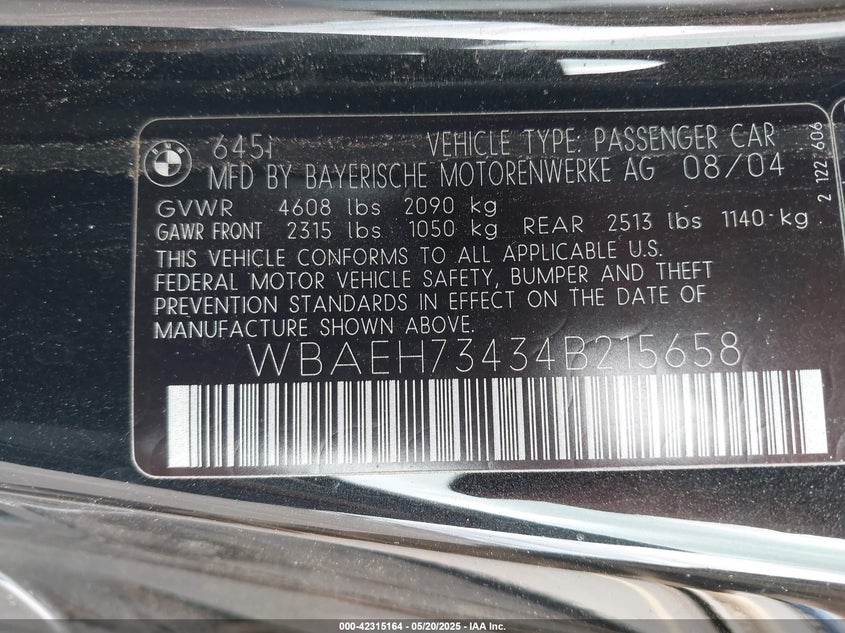 645i VEHICLE TYPE: PASSENGER CAR
MFD BY BAYERISCHE MOTORENWERKE AG 08/04
GVWR 4608 lbs 2090 kg
GAWR FRONT 2315 lbs 1050 kg REAR 2513 lbs 1140 kg
THIS VEHICLE CONFORMS TO ALL APPLICABLE U.S.
FEDERAL MOTOR VEHICLE SAFETY, BUMPER AND THEFT
PREVENTION STANDARDS IN EFFECT ON THE DATE OF
MANUFACTURE SHOWN ABOVE.
WBAEH73434B215658
2 122 606
000-42315164 - 05/20/2025 - IAA Inc.